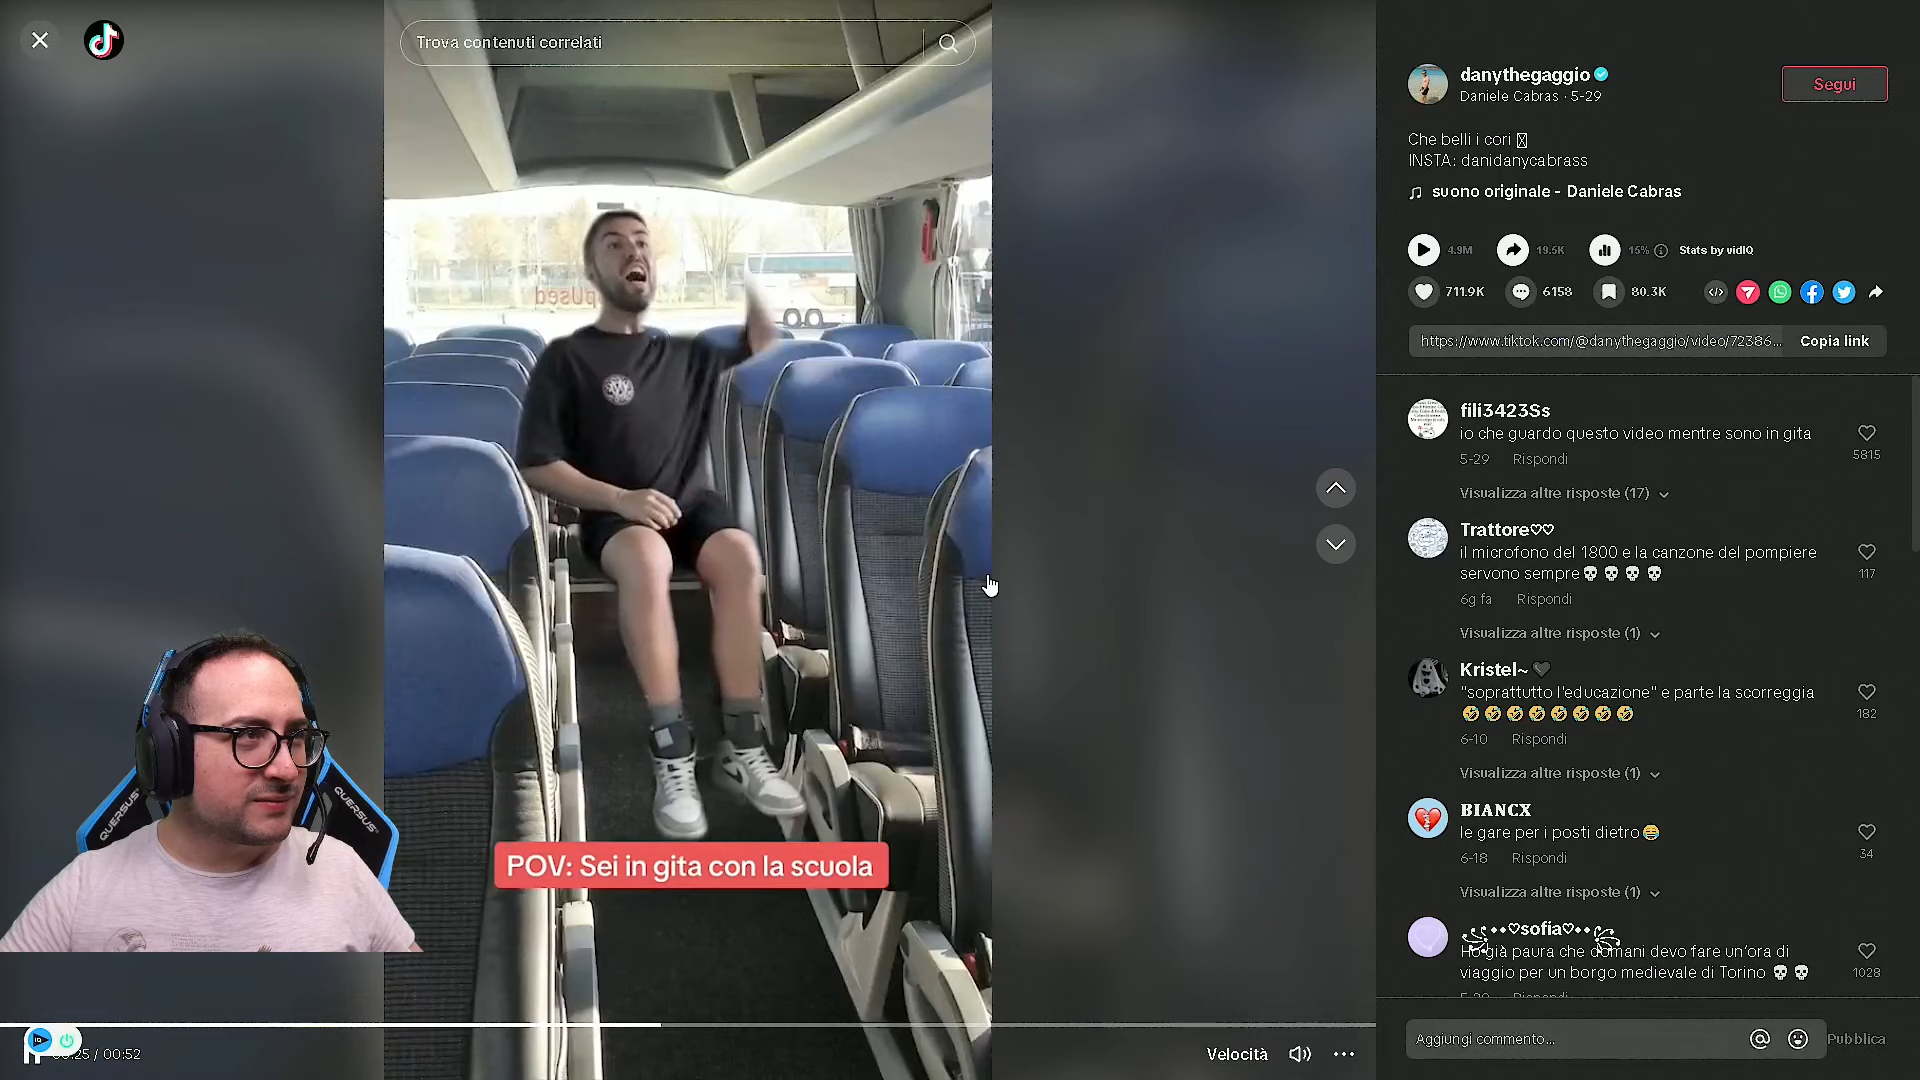 Trova contenuti correlati
POV: Sei in gita con la scuola
QUERSUS
QUERSUS
:25 / 00:52
Velocità
danythegaggio
Daniele Cabras · 5-29
Segui
Che belli i cori
INSTA: danidanycabrass
suono originale - Daniele Cabras
4.9M 19.5K 15% Stats by vidIQ
711.9K 6158 80.3K
https://www.tiktok.com/@danythegaggio/video/72386... Copia link
fili3423Ss
io che guardo questo video mentre sono in gita
5-29 Rispondi
5815
Visualizza altre risposte (17)
Trattore♡♡
il microfono del 1800 e la canzone del pompiere
servono sempre💀💀💀💀
117
6g fa Rispondi
Visualizza altre risposte (1)
Kristel~🖤
"soprattutto l'educazione" e parte la scorreggia
🤣🤣🤣🤣🤣🤣🤣🤣
182
6-10 Rispondi
Visualizza altre risposte (1)
BIANCX
le gare per i posti dietro😂
34
6-18 Rispondi
Visualizza altre risposte (1)
••♡sofia♡••
Ho già paura che domani devo fare un'ora di
viaggio per un borgo medievale di Torino 💀💀
1028
Rispondi
Aggiungi commento...
Pubblica